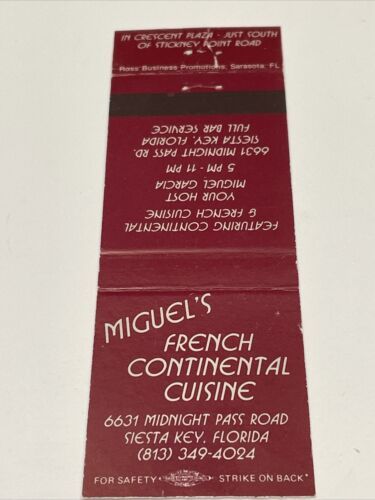 IN CRESCENT PLAZA - JUST SOUTH
OF STICKNEY POINT ROAD
Ross Business Promotions, Sarasota, FL
FEATURING CONTINENTAL
& FRENCH CUISINE
YOUR HOST
MIGUEL GARCIA
5 PM - 11 PM
6631 MIDNIGHT PASS RD.
SIESTA KEY, FLORIDA
FULL BAR SERVICE
MIGUEL'S
FRENCH
CONTINENTAL
CUISINE
6631 MIDNIGHT PASS ROAD
SIESTA KEY, FLORIDA
(813) 349-4024
FOR SAFETY STRIKE ON BACK